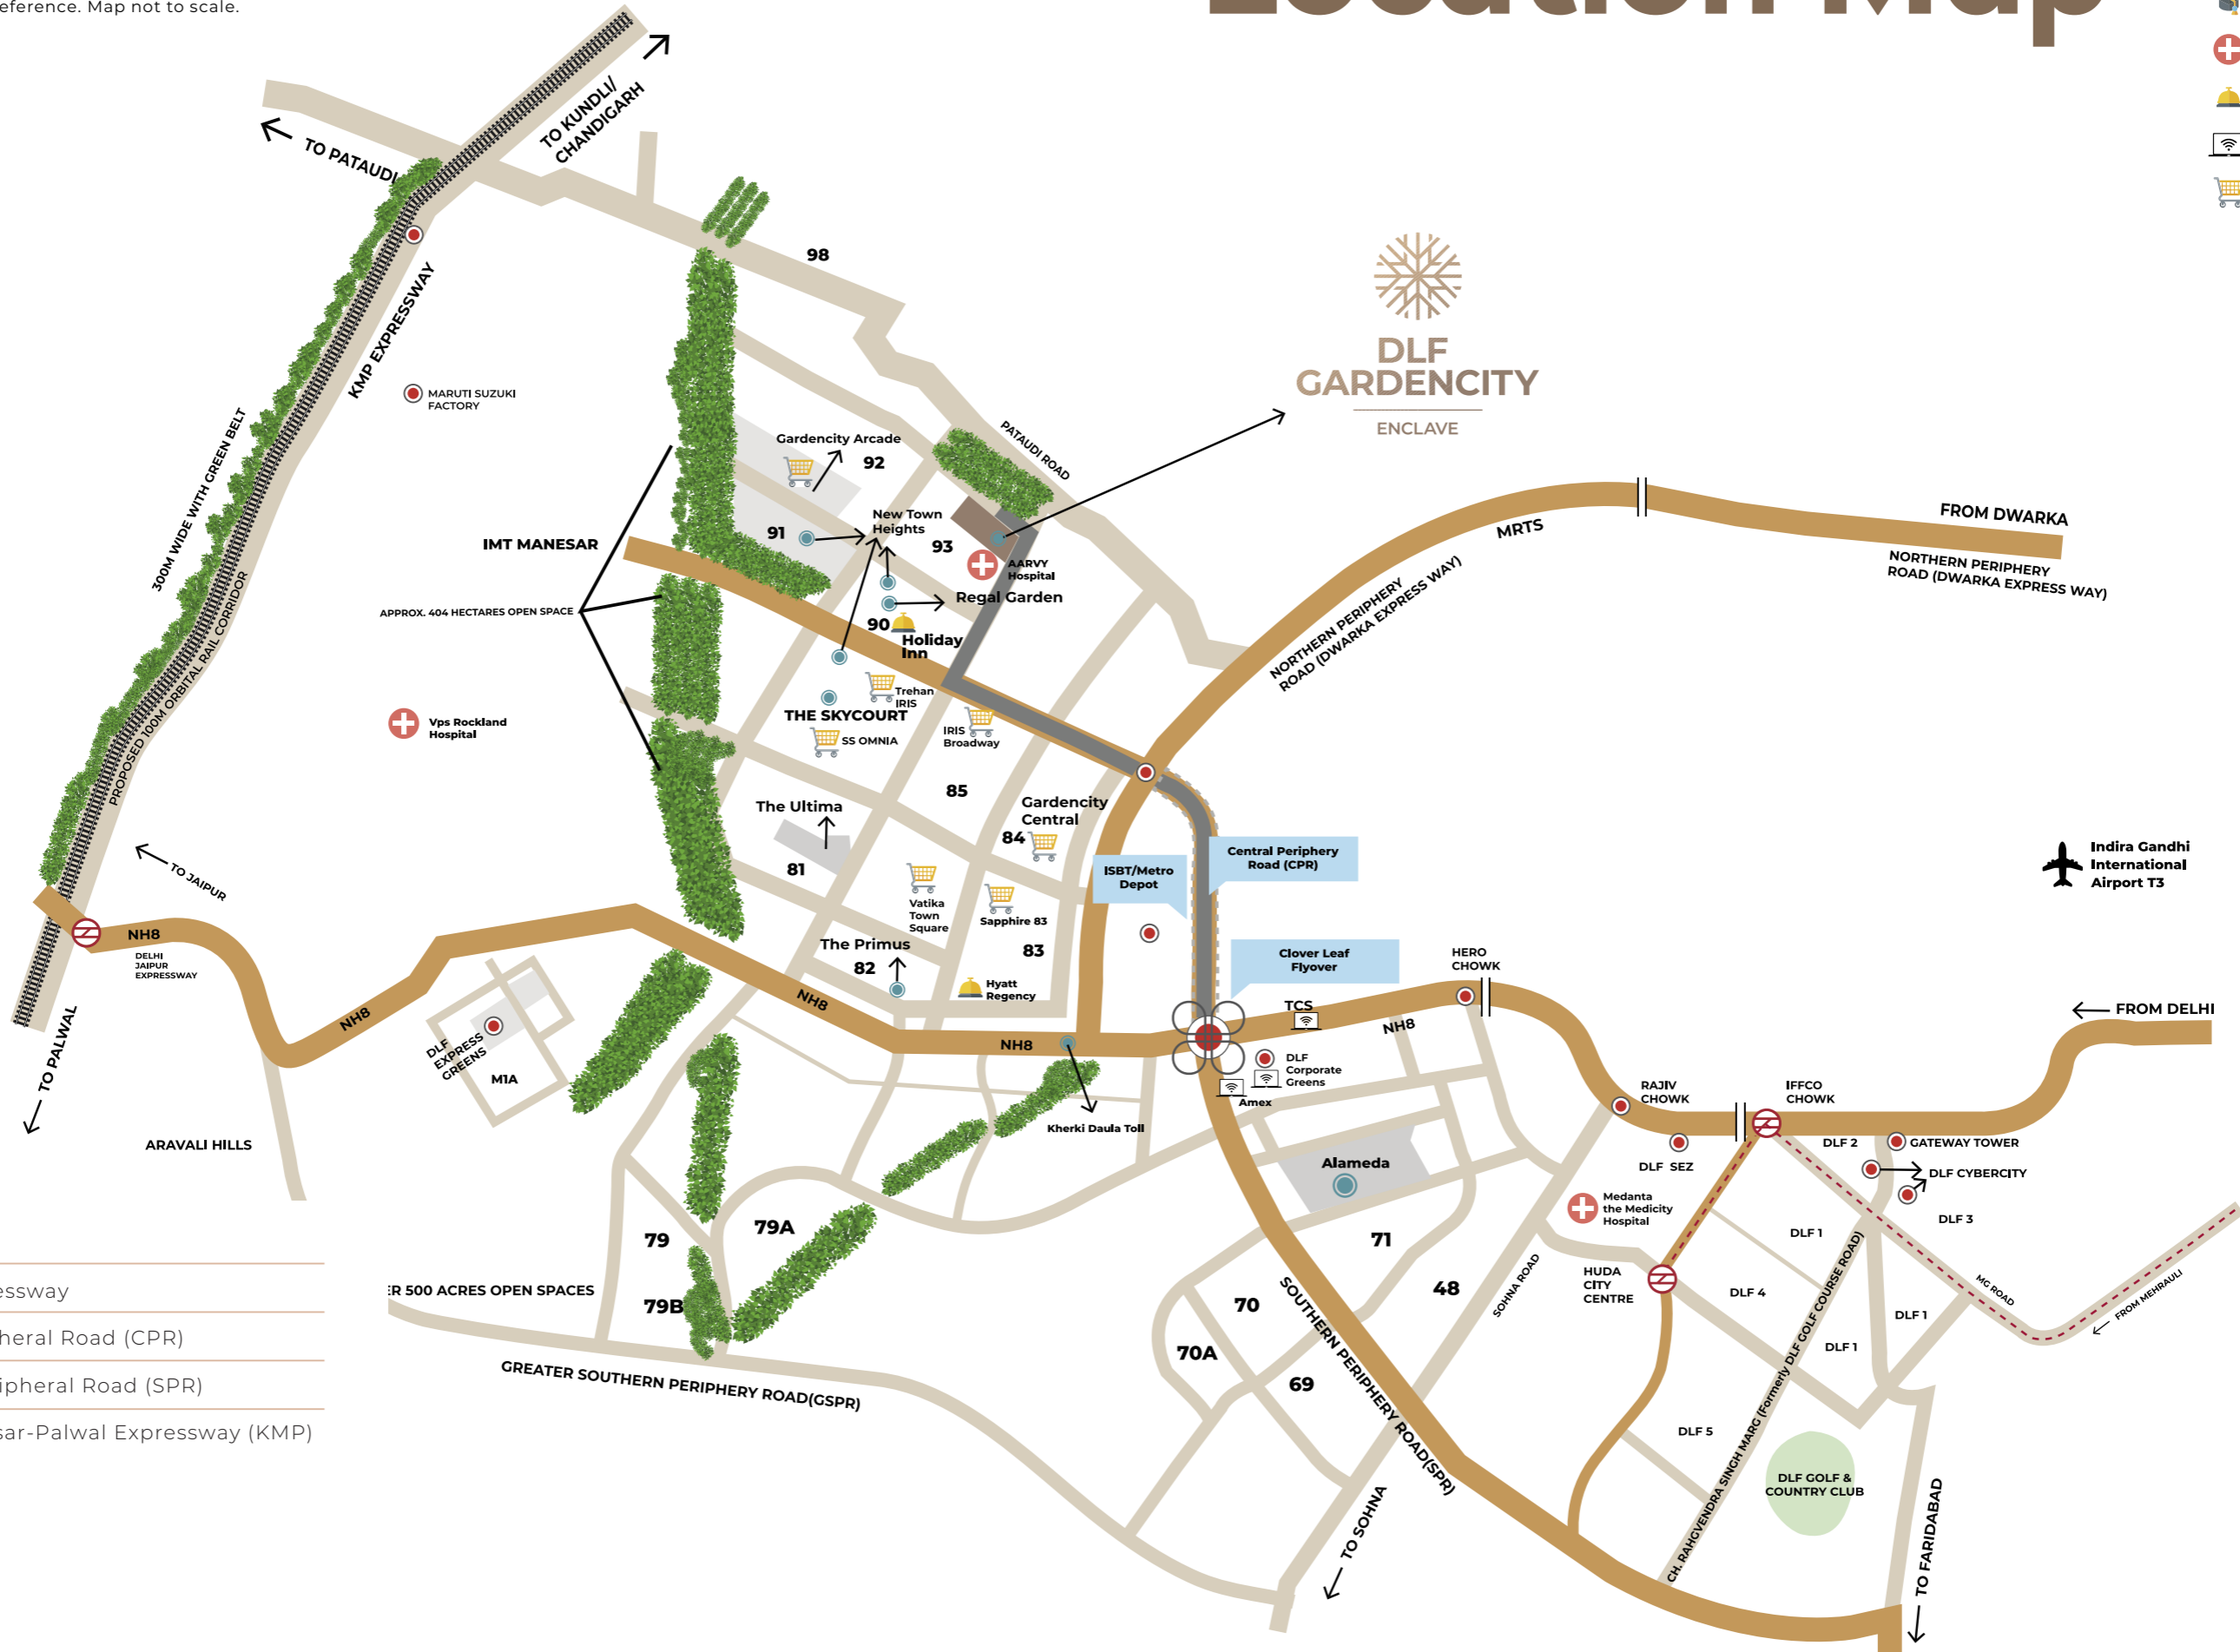 eference. Map not to scale.
Location Map
TO KUNDLI/
CHANDIGARH
TO PATAUDI
98
KMP EXPRESSWAY
MARUTI SUZUKI
FACTORY
300M WIDE WITH GREEN BELT
PROPOSED 100M ORBITAL RAIL CORRIDOR
DLF
GARDENCITY
ENCLAVE
PATAUDI ROAD
Gardencity Arcade
92
New Town
Heights
91
93
AARVY
Hospital
Regal Garden
90
Holiday
Inn
IMT MANESAR
APPROX. 404 HECTARES OPEN SPACE
Vps Rockland
Hospital
Trehan
IRIS
THE SKYCOURT
SS OMNIA
IRIS
Broadway
85
MRTS
NORTHERN PERIPHERY
ROAD (DWARKA EXPRESS WAY)
FROM DWARKA
NORTHERN PERIPHERY
ROAD (DWARKA EXPRESS WAY)
The Ultima
81
Gardencity
Central
84
Vatika
Town
Square
Sapphire 83
83
The Primus
82
Hyatt
Regency
ISBT/Metro
Depot
Central Periphery
Road (CPR)
Clover Leaf
Flyover
Indira Gandhi
International
Airport T3
TO JAIPUR
NH8
DELHI
JAIPUR
EXPRESSWAY
NH8
NH8
NH8
NH8
TO PALWAL
DLF
EXPRESS
GREENS
M1A
ARAVALI HILLS
TCS
HERO
CHOWK
FROM DELHI
DLF
Corporate
Greens
Amex
Kherki Daula Toll
RAJIV
CHOWK
IFFCO
CHOWK
DLF SEZ
DLF 2
GATEWAY TOWER
DLF CYBERCITY
DLF 3
DLF 1
Alameda
Medanta
the Medicity
Hospital
71
48
SOHNA ROAD
HUDA
CITY
CENTRE
DLF 4
DLF 1
DLF 1
MG ROAD
FROM MEHRAULI
79
79A
79B
ER 500 ACRES OPEN SPACES
GREATER SOUTHERN PERIPHERY ROAD(GSPR)
70
70A
69
SOUTHERN PERIPHERY ROAD(SPR)
DLF 5
CH. RAHGVENDRA SINGH MARG (Formerly DLF GOLF COURSE ROAD)
DLF GOLF &
COUNTRY CLUB
TO SOHNA
TO FARIDABAD
essway
heral Road (CPR)
ipheral Road (SPR)
sar-Palwal Expressway (KMP)